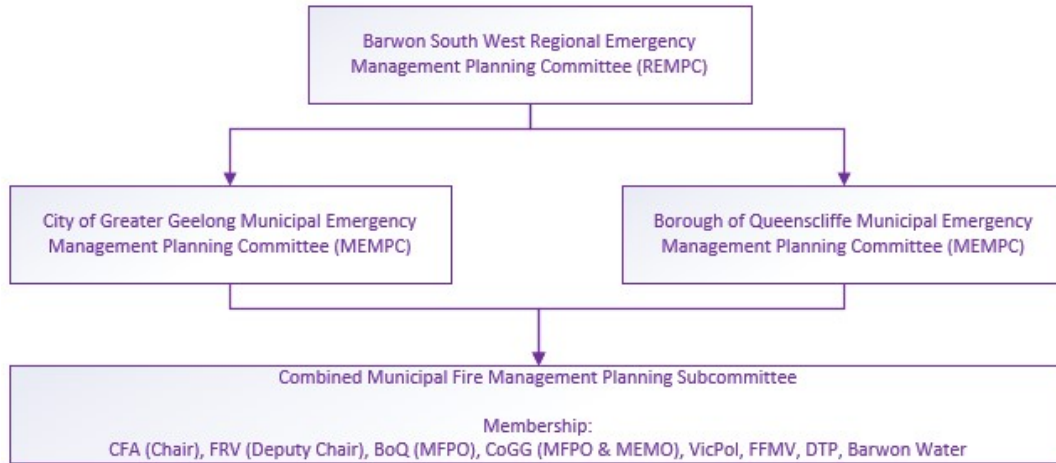 Barwon South West Regional Emergency
Management Planning Committee (REMPC)
City of Greater Geelong Municipal Emergency
Management Planning Committee (MEMPC)
Borough of Queenscliffe Municipal Emergency
Management Planning Committee (MEMPC)
Combined Municipal Fire Management Planning Subcommittee
Membership:
CFA (Chair), FRV (Deputy Chair), BoQ (MFPO), CoGG (MFPO & MEMO), VicPol, FFMV, DTP, Barwon Water